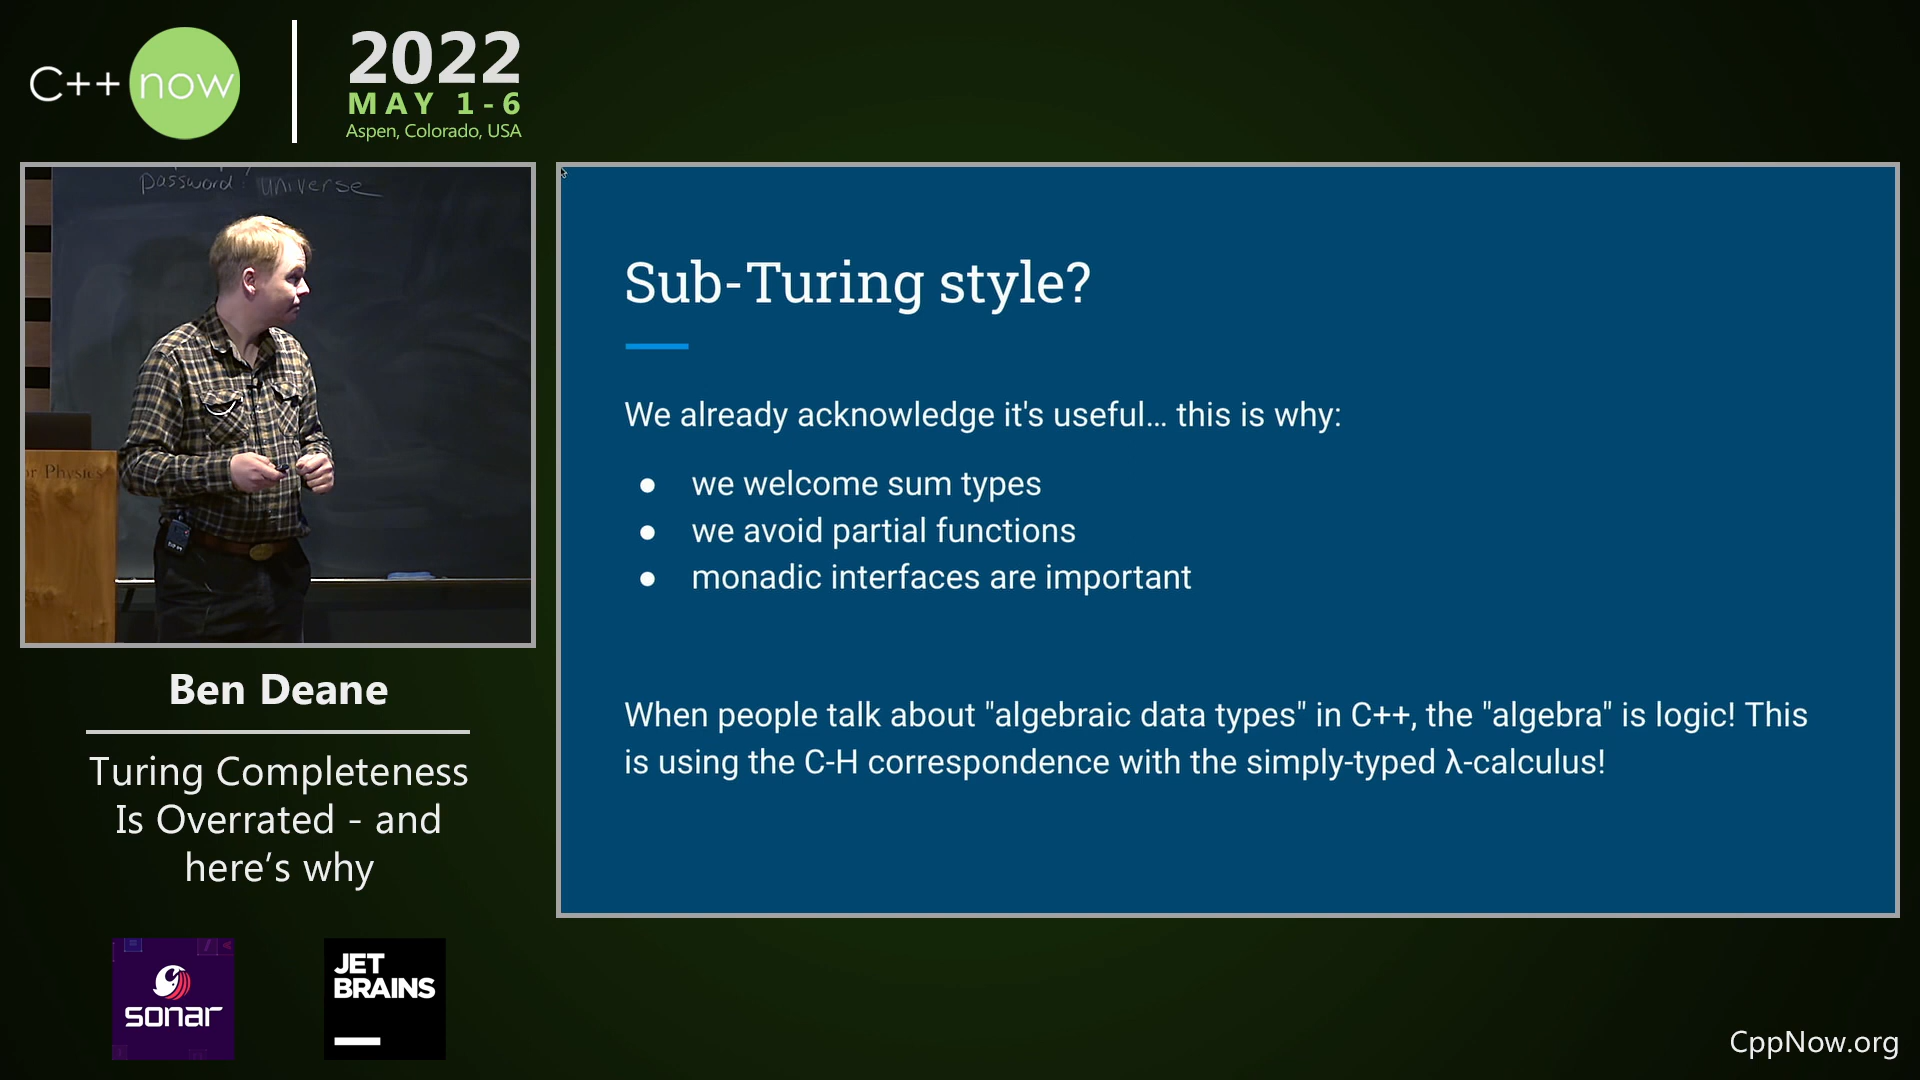 C++ now
2022
MAY 1-6
Aspen, Colorado, USA
password: universe
or Physics
Ben Deane
Turing Completeness
Is Overrated - and
here's why
sonar
JET
BRAINS
Sub-Turing style?
We already acknowledge it's useful... this is why:
● we welcome sum types
● we avoid partial functions
● monadic interfaces are important
When people talk about "algebraic data types" in C++, the "algebra" is logic! This
is using the C-H correspondence with the simply-typed λ-calculus!
CppNow.org